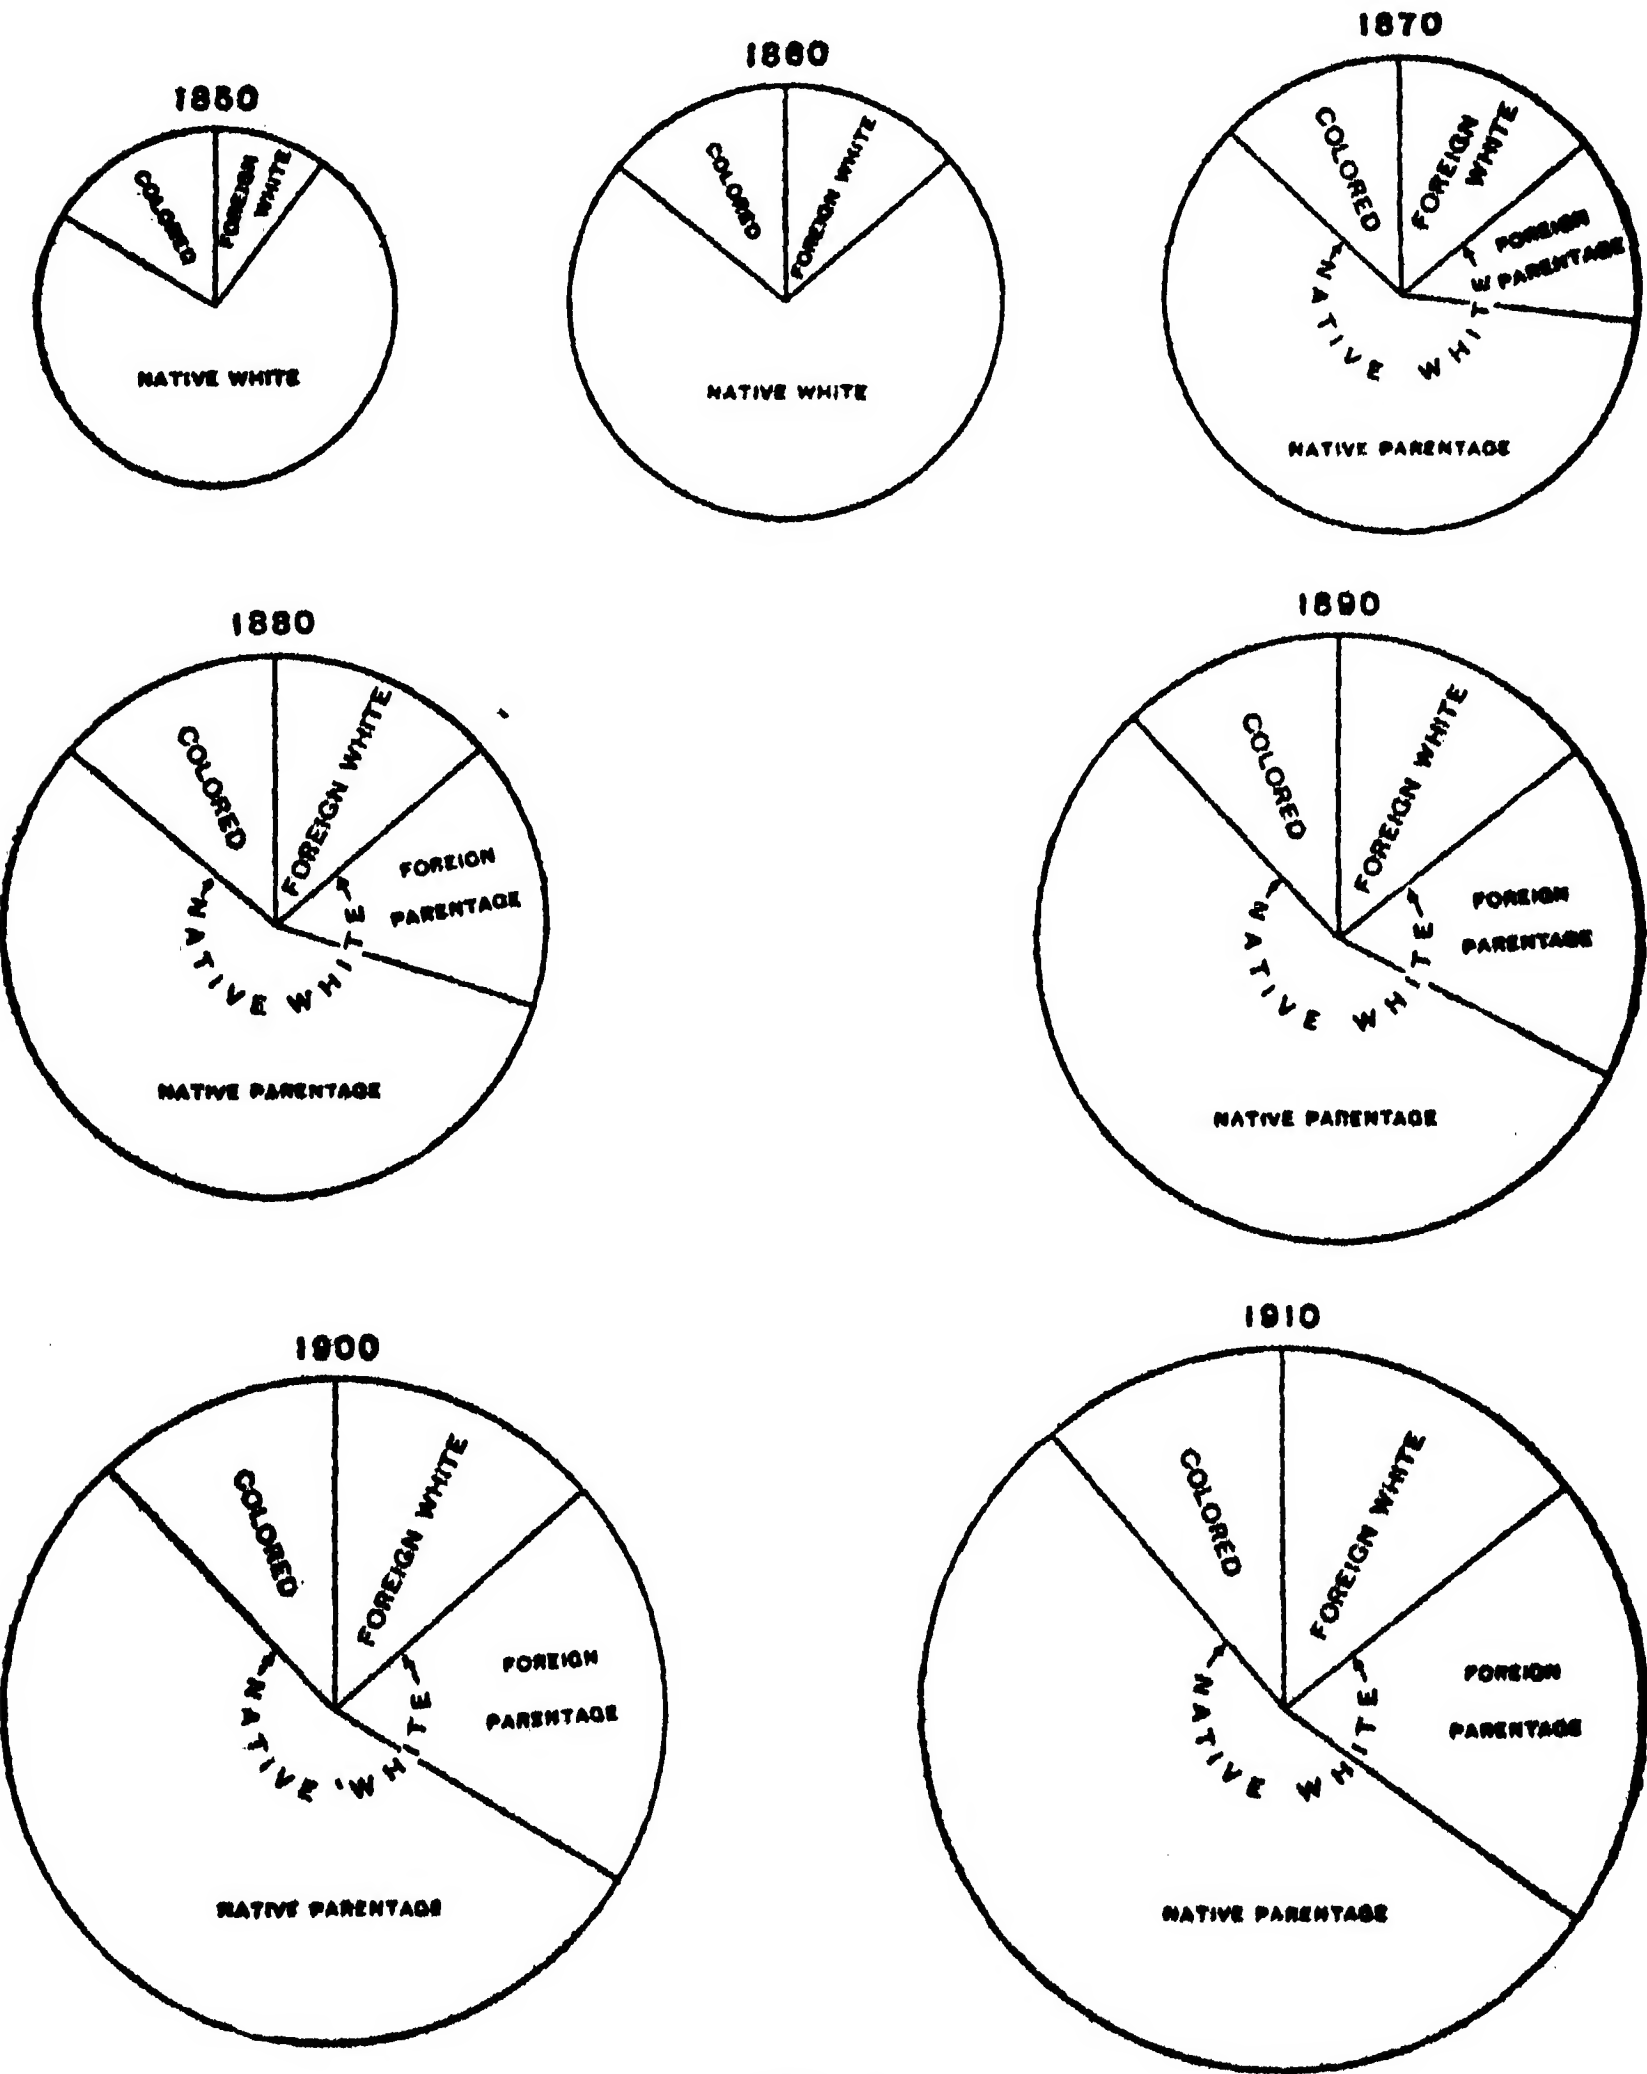 1850
COLORED
FOREIGN
WHITE
NATIVE WHITE
1860
COLORED
FOREIGN WHITE
NATIVE WHITE
1870
COLORED
FOREIGN
WHITE
FOREIGN
PARENTAGE
NATIVE WHITE
NATIVE PARENTAGE
1880
COLORED
FOREIGN WHITE
FOREIGN
PARENTAGE
NATIVE WHITE
NATIVE PARENTAGE
1890
COLORED
FOREIGN WHITE
FOREIGN
PARENTAGE
NATIVE WHITE
NATIVE PARENTAGE
1900
COLORED
FOREIGN WHITE
FOREIGN
PARENTAGE
NATIVE WHITE
NATIVE PARENTAGE
1910
COLORED
FOREIGN WHITE
FOREIGN
PARENTAGE
NATIVE WHITE
NATIVE PARENTAGE